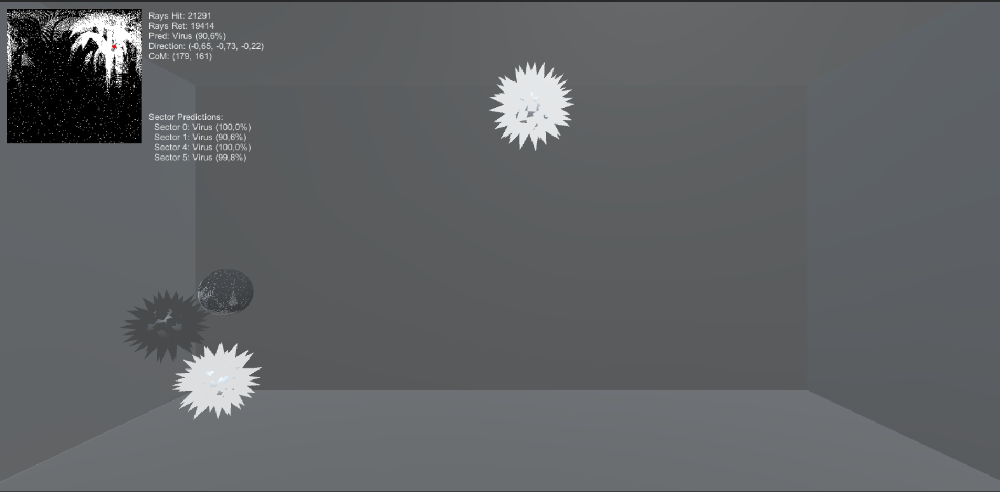 Rays Hit: 21291
Rays Ret: 19414
Pred: Virus (90,6%)
Direction: (-0,65, -0,73, -0,22)
CoM: (179, 161)
Sector Predictions:
Sector 0: Virus (100,0%)
Sector 1: Virus (90,6%)
Sector 4: Virus (100,0%)
Sector 5: Virus (99,8%)